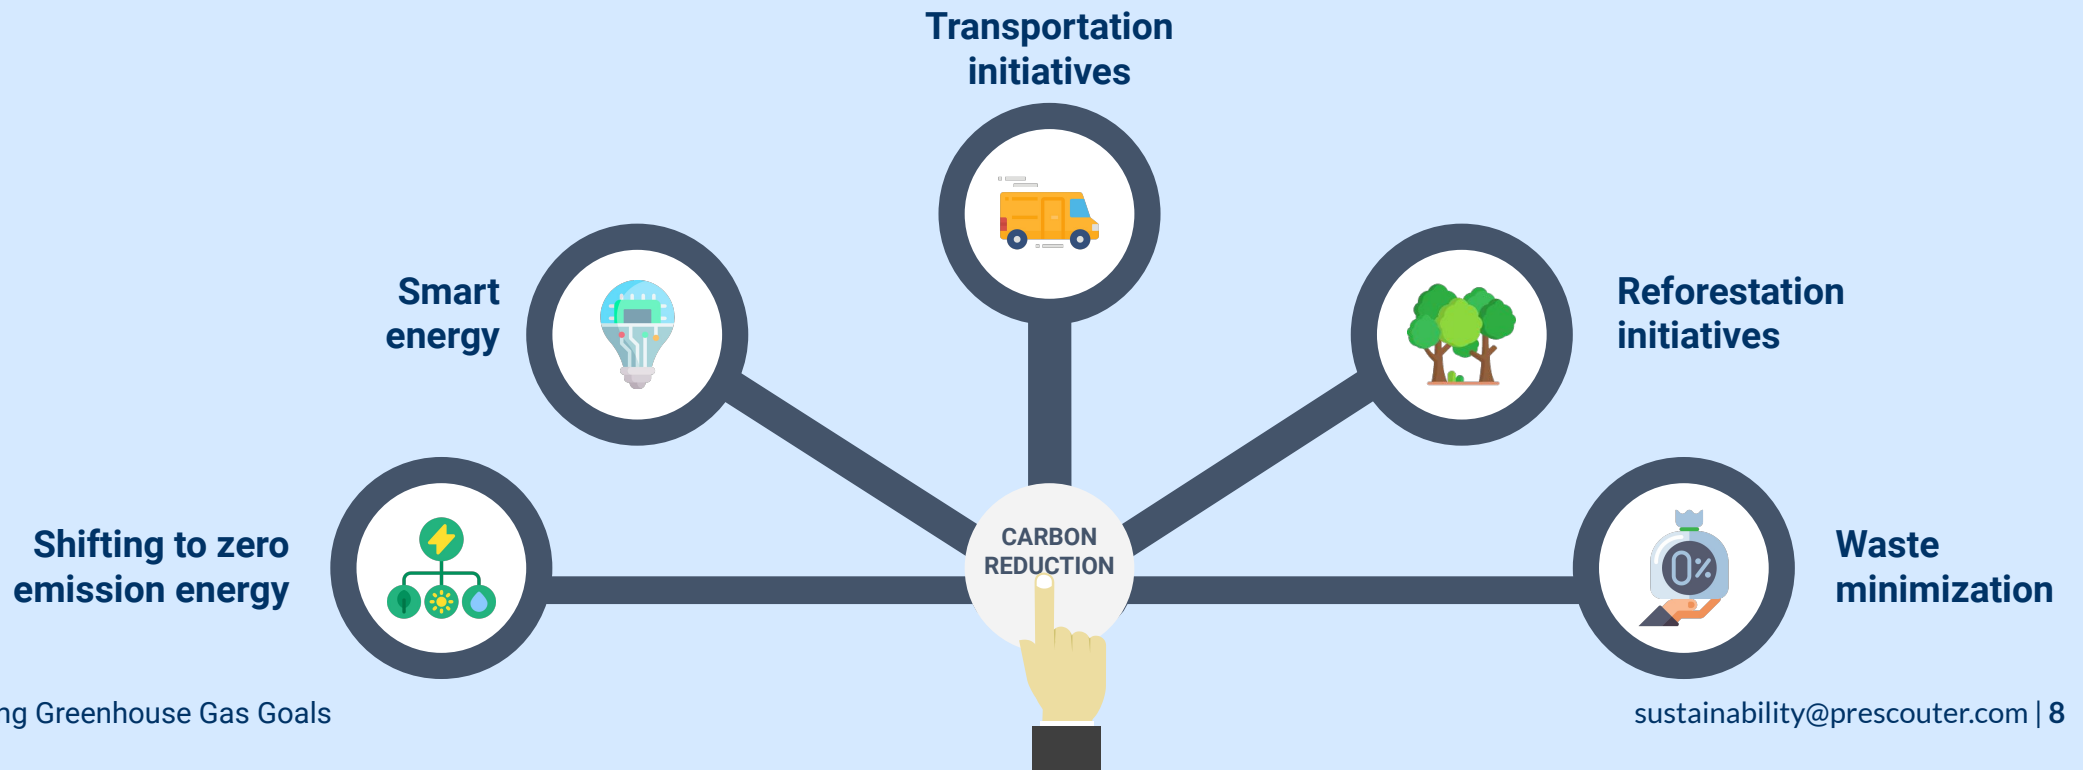 Transportation
initiatives
Smart
energy
Reforestation
initiatives
Shifting to zero
emission energy
CARBON
REDUCTION
0%
Waste
minimization
Greenhouse Gas Goals
sustainability@prescouter.com | 8